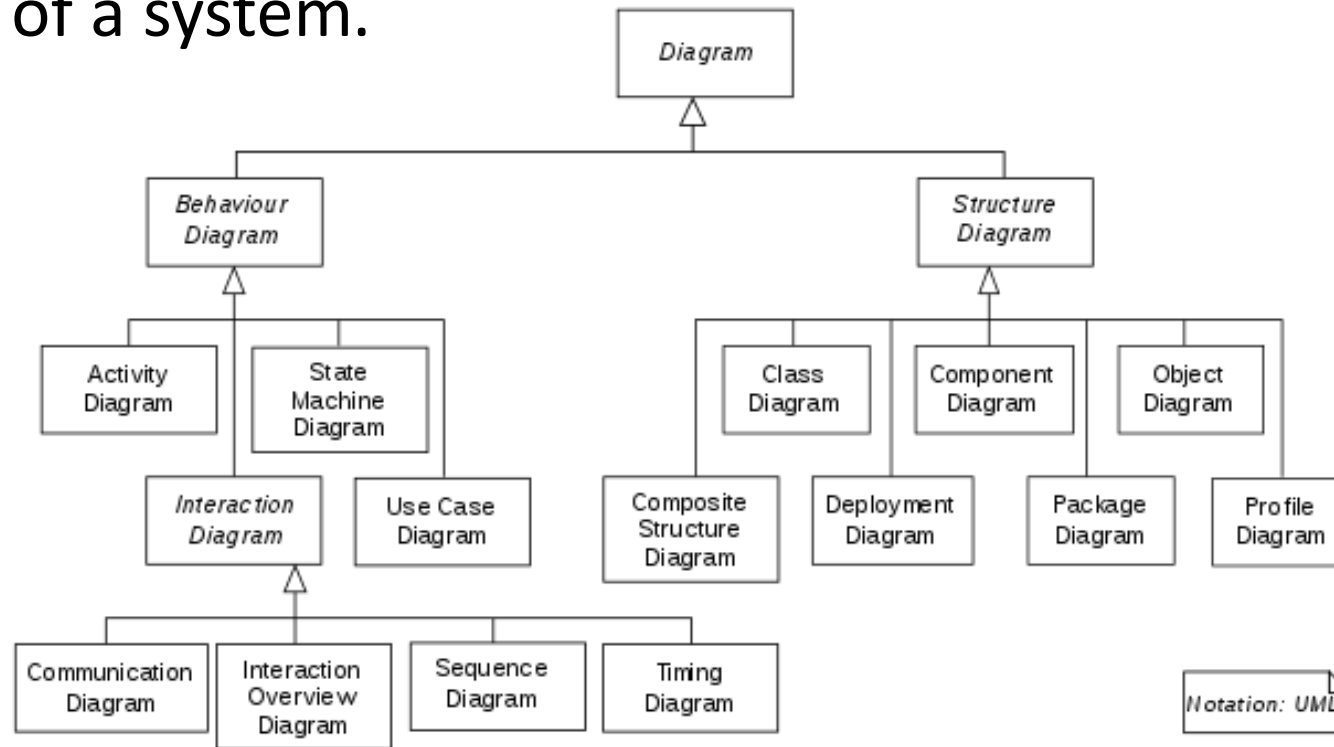 of a system.
Diagram
Behaviour
Diagram
Structure
Diagram
Activity
Diagram
State
Machine
Diagram
Class
Diagram
Component
Diagram
Object
Diagram
Interaction
Diagram
Use Case
Diagram
Composite
Structure
Diagram
Deployment
Diagram
Package
Diagram
Profile
Diagram
Communication
Diagram
Interaction
Overview
Diagram
Sequence
Diagram
Timing
Diagram
Notation: UML